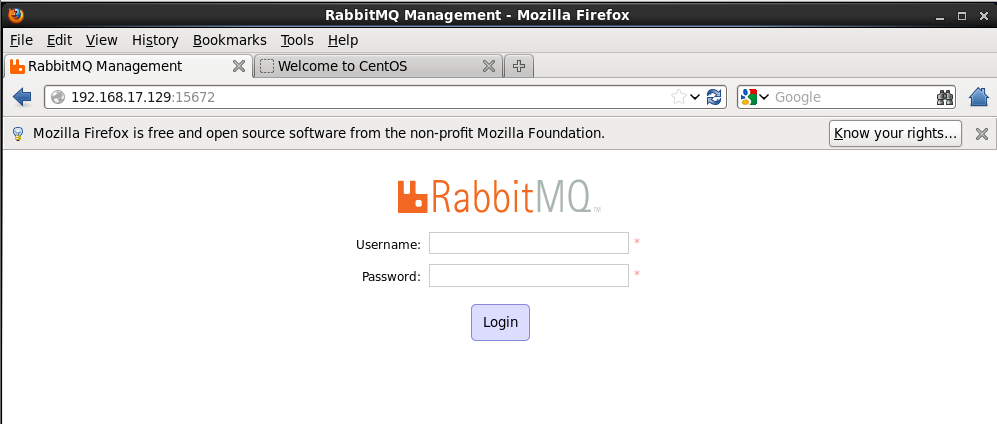 RabbitMQ Management - Mozilla Firefox
File Edit View History Bookmarks Tools Help
RabbitMQ Management Welcome to CentOS
192.168.17.129:15672 Google
Mozilla Firefox is free and open source software from the non-profit Mozilla Foundation. Know your rights...
RabbitMQ™
Username: *
Password: *
Login